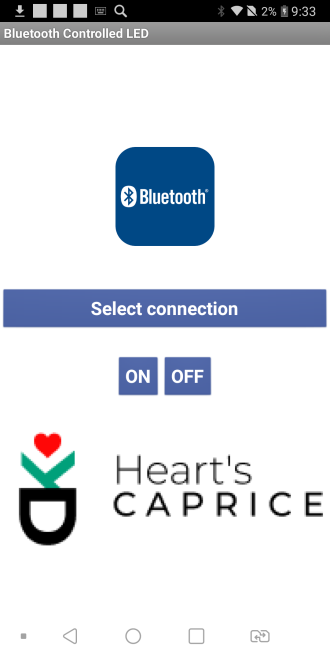 2% 9:33
Bluetooth Controlled LED
Bluetooth®
Select connection
ON OFF
Heart's
CAPRICE